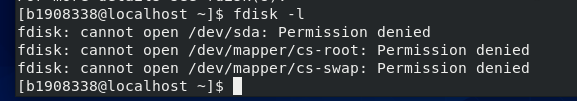 [b1908338@localhost ~]$ fdisk -l
fdisk: cannot open /dev/sda: Permission denied
fdisk: cannot open /dev/mapper/cs-root: Permission denied
fdisk: cannot open /dev/mapper/cs-swap: Permission denied
[b1908338@localhost ~]$